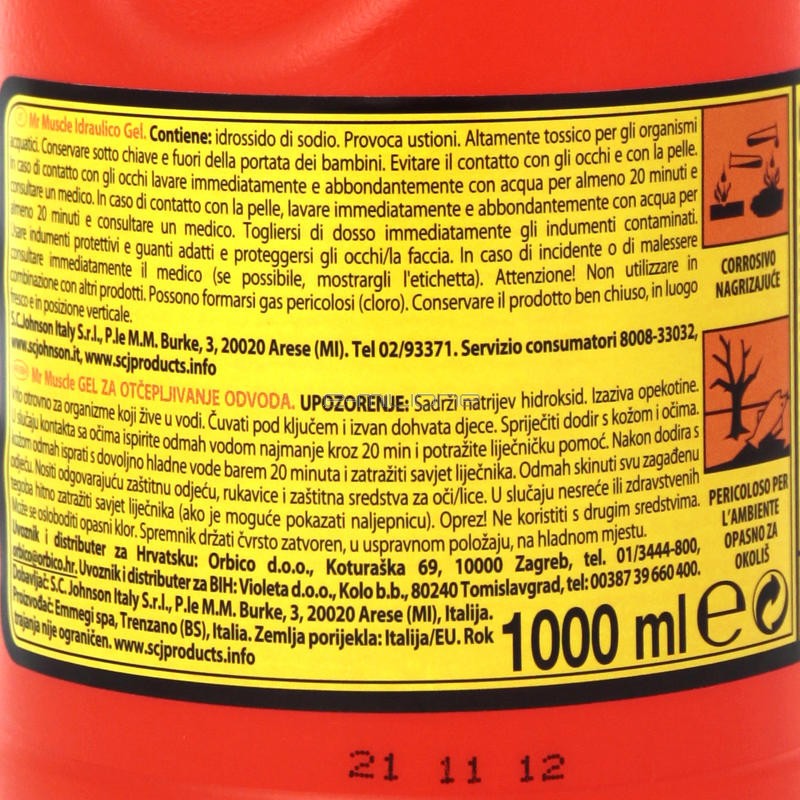 Mr Muscle Idraulico Gel. Contiene: idrossido di sodio. Provoca ustioni. Altamente tossico per gli organismi
acquatici. Conservare sotto chiave e fuori della portata dei bambini. Evitare il contatto con gli occhi e con la pelle.
In caso di contatto con gli occhi lavare immediatamente e abbondantemente con acqua per almeno 20 minuti e
consultare un medico. In caso di contatto con la pelle, lavare immediatamente e abbondantemente con acqua per
almeno 20 minuti e consultare un medico. Togliersi di dosso immediatamente gli indumenti contaminati.
Usare indumenti protettivi e guanti adatti e proteggersi gli occhi/la faccia. In caso di incidente o di malessere
consultare immediatamente il medico (se possibile, mostrargli l'etichetta). Attenzione! Non utilizzare in
combinazione con altri prodotti. Possono formarsi gas pericolosi (cloro). Conservare il prodotto ben chiuso, in luogo
fresco e in posizione verticale.
S.C.Johnson Italy S.r.l., P.le M.M. Burke, 3, 20020 Arese (MI). Tel 02/93371. Servizio consumatori 8008-33032,
www.scjohnson.it, www.scjproducts.info
CORROSIVO
NAGRIZAJUĆE
Mr Muscle GEL ZA OTČEPLJIVANJE ODVODA. UPOZORENJE: Sadrži natrijev hidroksid. Izaziva opekotine.
otrovno za organizme koji žive u vodi. Čuvati pod ključem i izvan dohvata djece. Spriječiti dodir s kožom i očima.
U slučaju kontakta sa očima ispirite odmah vodom najmanje kroz 20 min i potražite liječničku pomoć. Nakon dodira s
kožom odmah isprati s dovoljno hladne vode barem 20 minuta i zatražiti savjet liječnika. Odmah skinuti svu zagađenu
odjeću. Nositi odgovarajuću zaštitnu odjeću, rukavice i zaštitna sredstva za oči/lice. U slučaju nesreće ili zdravstvenih
tegoba hitno zatražiti savjet liječnika (ako je moguće pokazati naljepnicu). Oprez! Ne koristiti s drugim sredstvima.
Može se osloboditi opasni klor. Spremnik držati čvrsto zatvoren, u uspravnom položaju, na hladnom mjestu.
Uvoznik i distributer za Hrvatsku: Orbico d.o.o., Koturaška 69, 10000 Zagreb, tel. 01/3444-800,
orbico@orbico.hr. Uvoznik i distributer za BIH: Violeta d.o.o., Kolo b.b., 80240 Tomislavgrad, tel: 00387 39 660 400.
Dobavljač: S.C. Johnson Italy S.r.l., P.le M.M. Burke, 3, 20020 Arese (MI), Italija.
Proizvođač: Emmegi spa, Trenzano (BS), Italia. Zemlja porijekla: Italija/EU. Rok
trajanja nije ograničen. www.scjproducts.info
PERICOLOSO PER
L'AMBIENTE
OPASNO ZA
OKOLIŠ
1000 ml e
21 11 12